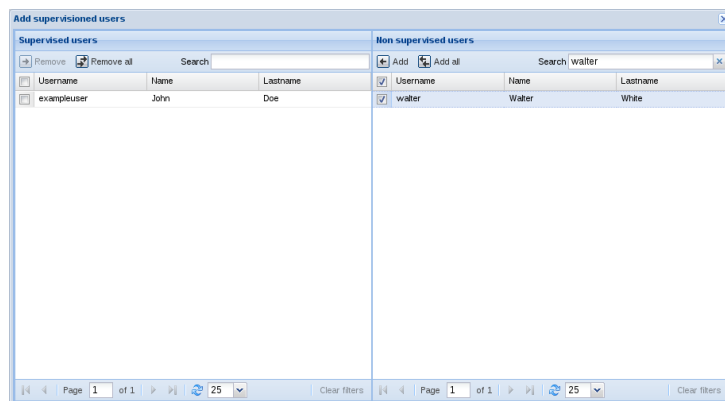 Add supervisioned users
Supervised users
Remove Remove all Search
Username Name Lastname
exampleuser John Doe
Page 1 of 1 25 Clear filters
Non supervised users
Add Add all Search walter
Username Name Lastname
walter Walter White
Page 1 of 1 25 Clear filters